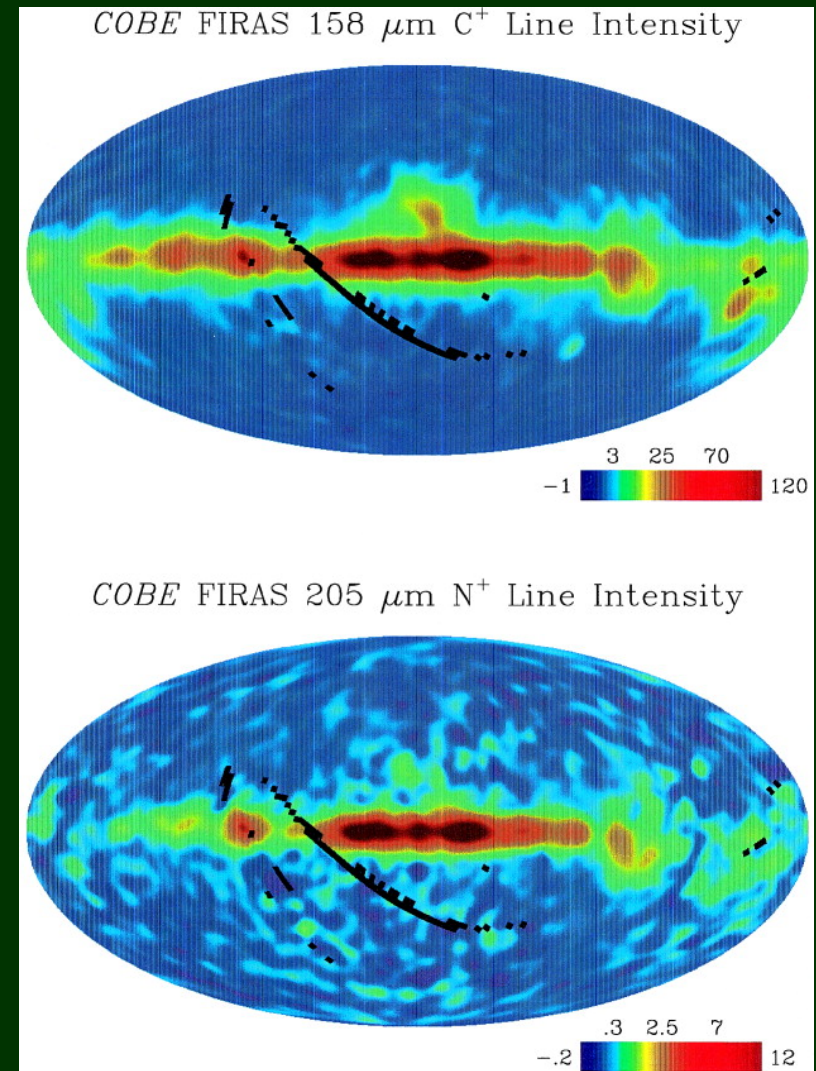 COBE FIRAS 158 μm C⁺ Line Intensity
3 25 70
−1 120
COBE FIRAS 205 μm N⁺ Line Intensity
.3 2.5 7
−.2 12